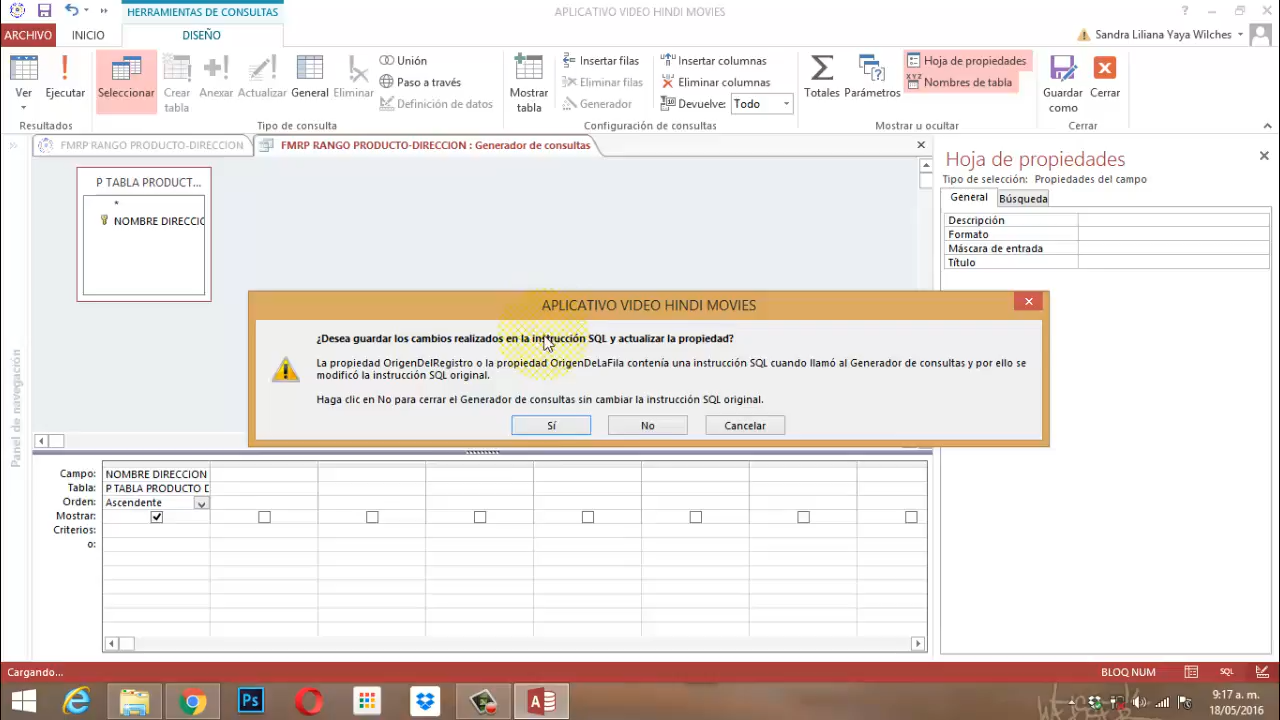 HERRAMIENTAS DE CONSULTAS
APLICATIVO VIDEO HINDI MOVIES
ARCHIVO
INICIO
DISEÑO
Sandra Liliana Yaya Wilches
Ver
Ejecutar
Resultados
Seleccionar
Crear tabla
Anexar
Actualizar
General
Eliminar
Unión
Paso a través
Definición de datos
Tipo de consulta
Mostrar tabla
Insertar filas
Eliminar filas
Generador
Insertar columnas
Eliminar columnas
Devuelve: Todo
Configuración de consultas
Totales
Parámetros
Hoja de propiedades
Nombres de tabla
Mostrar u ocultar
Guardar como
Cerrar
Cerrar
FMRP RANGO PRODUCTO-DIRECCION
FMRP RANGO PRODUCTO-DIRECCION : Generador de consultas
P TABLA PRODUCT...
*
NOMBRE DIRECCIO
Panel de navegación
Hoja de propiedades
Tipo de selección: Propiedades del campo
General
Búsqueda
Descripción
Formato
Máscara de entrada
Título
APLICATIVO VIDEO HINDI MOVIES
¿Desea guardar los cambios realizados en la instrucción SQL y actualizar la propiedad?
La propiedad OrigenDelRegistro o la propiedad OrigenDeLaFila contenía una instrucción SQL cuando llamó al Generador de consultas y por ello se
modificó la instrucción SQL original.
Haga clic en No para cerrar el Generador de consultas sin cambiar la instrucción SQL original.
Sí
No
Cancelar
Campo: NOMBRE DIRECCION
Tabla: P TABLA PRODUCTO D
Orden: Ascendente
Mostrar:
Criterios:
o:
Cargando...
BLOQ NUM
SQL
Ps
9:17 a. m.
18/05/2016